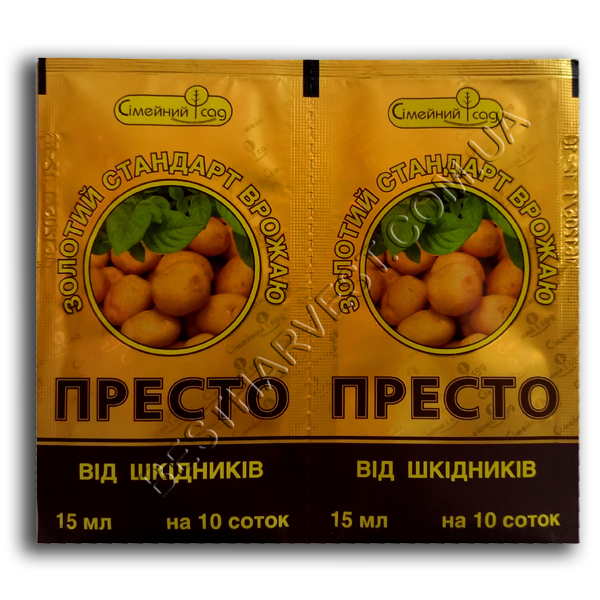 Сімейний сад
ЗОЛОТИЙ СТАНДАРТ ВРОЖАЮ
ПРЕСТО
ВІД ШКІДНИКІВ
15 мл на 10 соток
Сімейний сад
ЗОЛОТИЙ СТАНДАРТ ВРОЖАЮ
ПРЕСТО
ВІД ШКІДНИКІВ
15 мл на 10 соток
BESTHARVEST.COM.UA